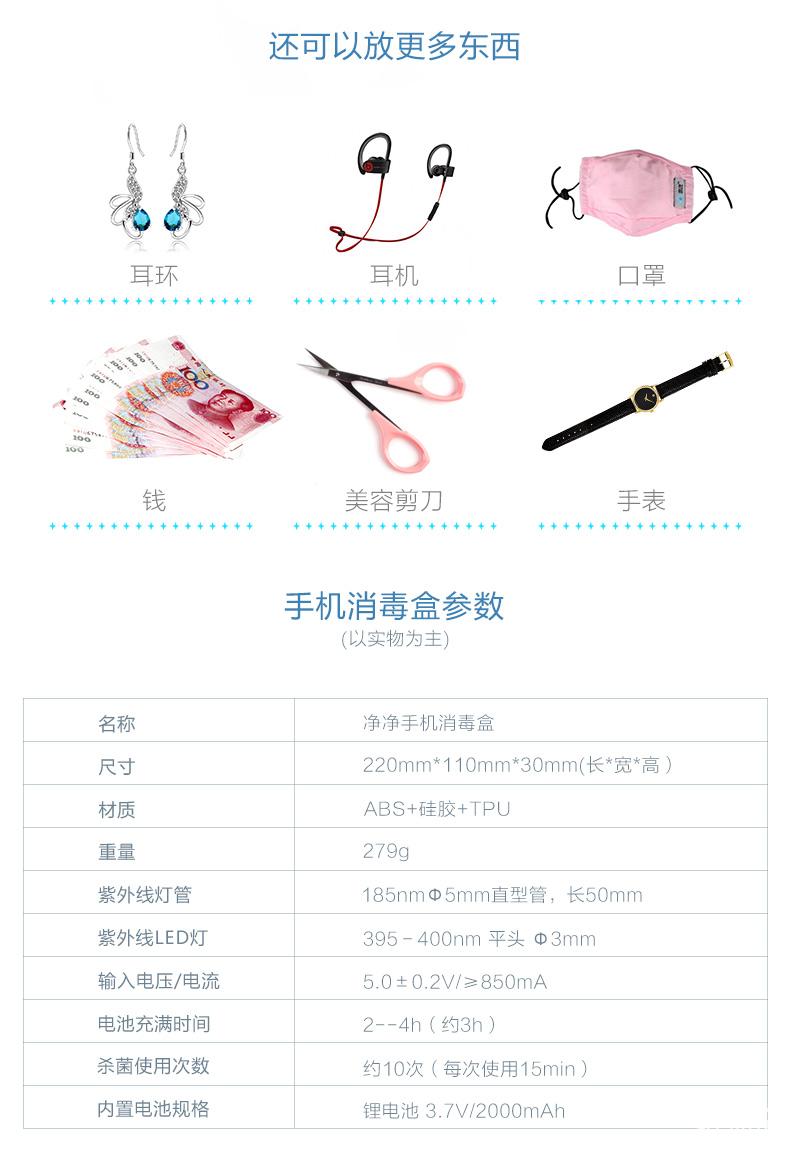 还可以放更多东西
耳环
耳机
口罩
钱
美容剪刀
手表
手机消毒盒参数
(以实物为主)
名称 净净手机消毒盒
尺寸 220mm*110mm*30mm(长*宽*高）
材质 ABS+硅胶+TPU
重量 279g
紫外线灯管 185nmΦ5mm直型管，长50mm
紫外线LED灯 395-400nm 平头 Φ3mm
输入电压/电流 5.0±0.2V/≥850mA
电池充满时间 2--4h（约3h）
杀菌使用次数 约10次（每次使用15min）
内置电池规格 锂电池 3.7V/2000mAh